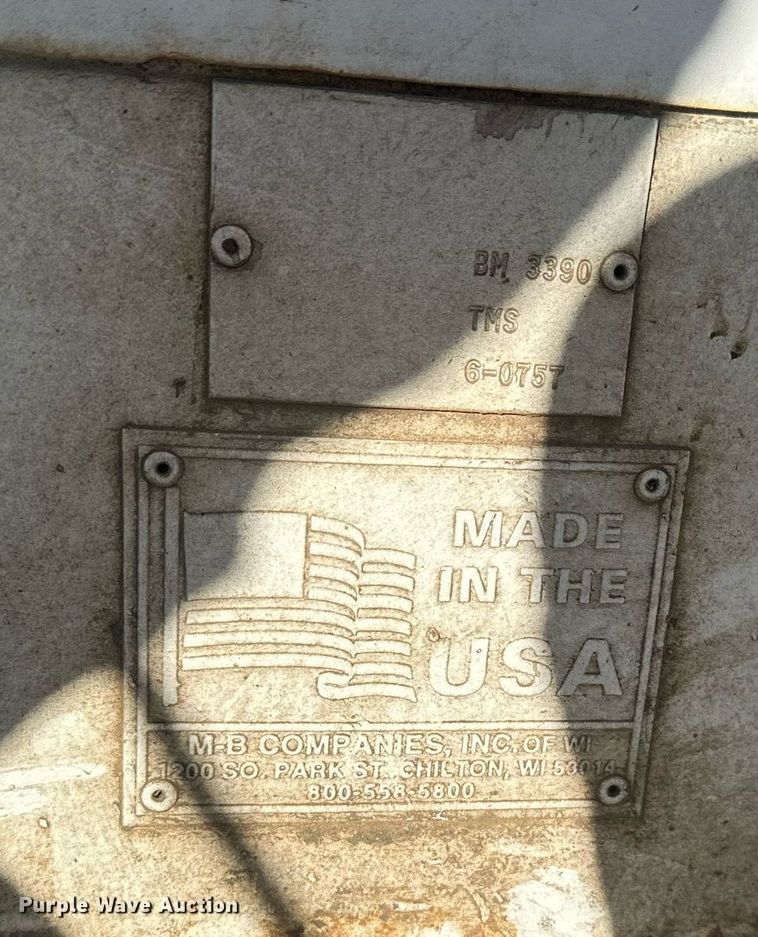 BM 3390
TMS
6-0757
MADE
IN THE
USA
M-B COMPANIES, INC. OF WI
1200 SO. PARK ST. CHILTON, WI 53014
800-558-5800
Purple Wave Auction